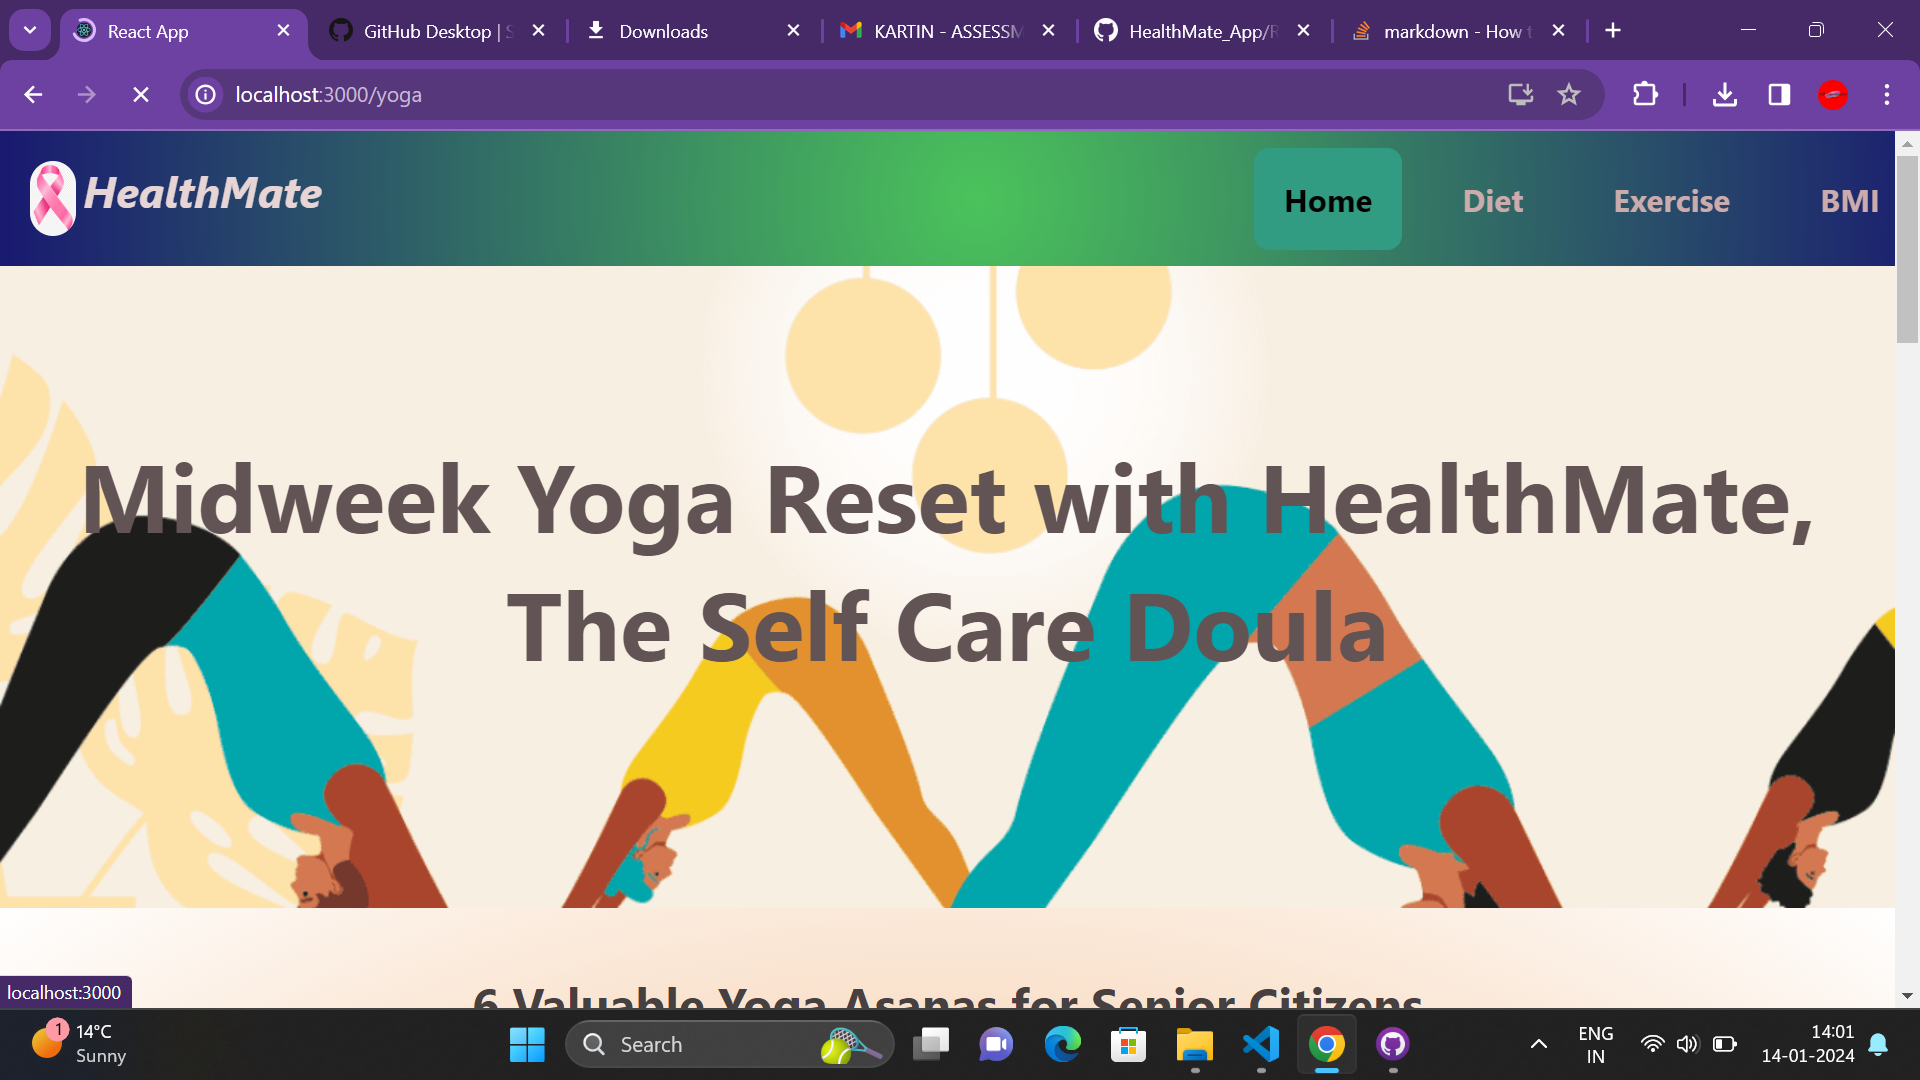 React App
GitHub Desktop | S
Downloads
KARTIN - ASSESSM
HealthMate_App/R
markdown - How t
localhost:3000/yoga
HealthMate
Home
Diet
Exercise
BMI
Midweek Yoga Reset with HealthMate,
The Self Care Doula
6 Valuable Yoga Asanas for Senior Citizens
localhost:3000
1
14°C
Sunny
Search
ENG
IN
14:01
14-01-2024